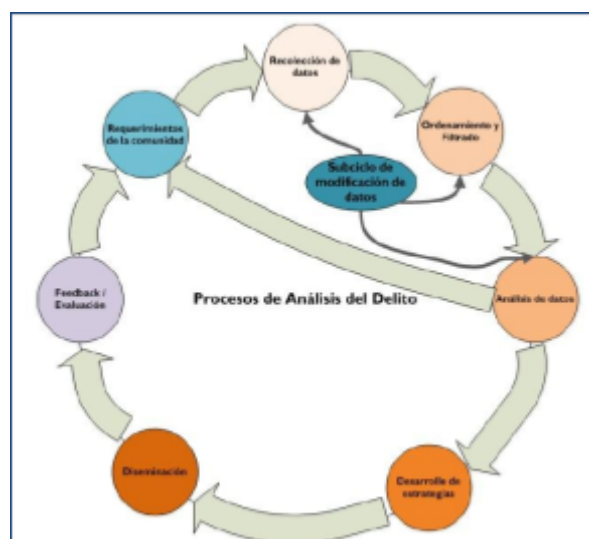 Recolección de
datos
Ordenamiento y
Filtrado
Requerimientos
de la comunidad
Subciclo de
modificación de
datos
Feedback /
Evaluación
Procesos de Análisis del Delito
Análisis de datos
Diseminación
Desarrollo de
estrategias